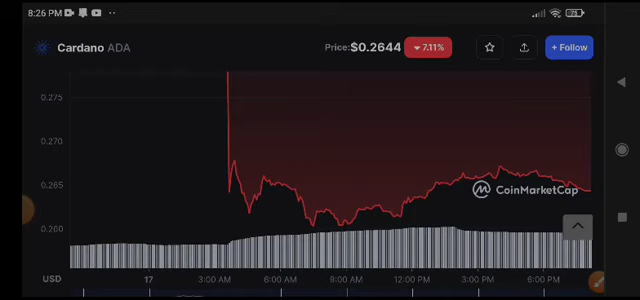 8:26 PM
75
Cardano ADA
Price: $0.2644 7.11%
+ Follow
0.275
0.270
0.265
CoinMarketCap
0.260
USD 17 3:00 AM 6:00 AM 9:00 AM 12:00 PM 3:00 PM 6:00 PM